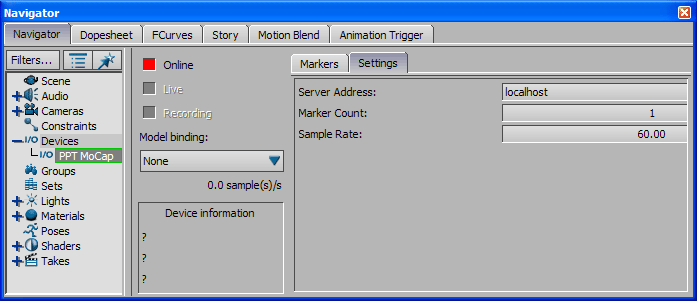 Navigator
Navigator Dopesheet FCurves Story Motion Blend Animation Trigger
Filters...
Scene
Audio
Cameras
Constraints
I/O Devices
I/O PPT MoCap
Groups
Sets
Lights
Materials
Poses
Shaders
Takes
Online
Live
Recording
Model binding:
None
0.0 sample(s)/s
Device information
?
?
?
Markers Settings
Server Address: localhost
Marker Count: 1
Sample Rate: 60.00